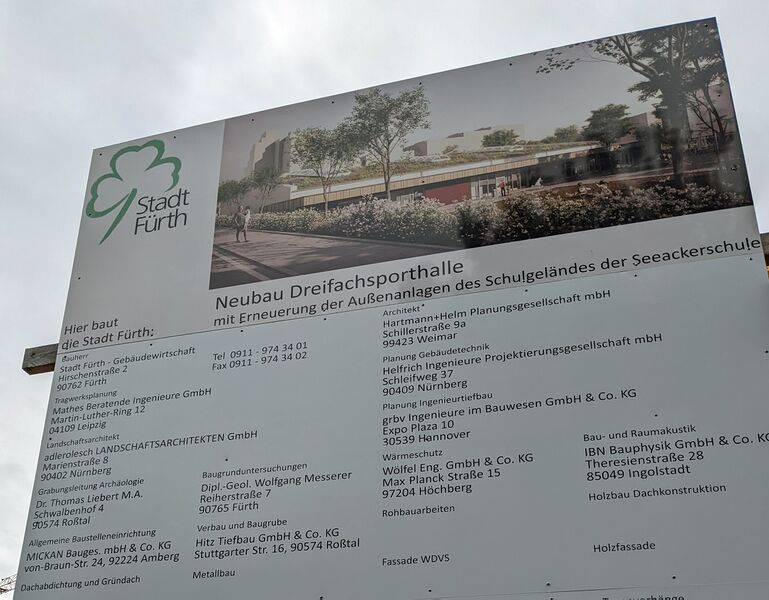 Stadt
Fürth
Hier baut
die Stadt Fürth:
Neubau Dreifachsporthalle
mit Erneuerung der Außenanlagen des Schulgeländes der Seeackerschule
Bauherr
Stadt Fürth - Gebäudewirtschaft
Hirschenstraße 2
90762 Fürth
Tel 0911 - 974 34 01
Fax 0911 - 974 34 02
Tragwerksplanung
Mathes Beratende Ingenieure GmbH
Martin-Luther-Ring 12
04109 Leipzig
Landschaftsarchitekt
adlerolesch LANDSCHAFTSARCHITEKTEN GmbH
Marienstraße 8
90402 Nürnberg
Grabungsleitung Archäologie
Dr. Thomas Liebert M.A.
Schwalbenhof 4
90574 Roßtal
Baugrunduntersuchungen
Dipl.-Geol. Wolfgang Messerer
Reiherstraße 7
90765 Fürth
Allgemeine Baustelleneinrichtung
MICKAN Bauges. mbH & Co. KG
von-Braun-Str. 24, 92224 Amberg
Verbau und Baugrube
Hitz Tiefbau GmbH & Co. KG
Stuttgarter Str. 16, 90574 Roßtal
Dachabdichtung und Gründach
Metallbau
Architekt
Hartmann+Helm Planungsgesellschaft mbH
Schillerstraße 9a
99423 Weimar
Planung Gebäudetechnik
Helfrich Ingenieure Projektierungsgesellschaft mbH
Schleifweg 37
90409 Nürnberg
Planung Ingenieurtiefbau
grbv Ingenieure im Bauwesen GmbH & Co. KG
Expo Plaza 10
30539 Hannover
Wärmeschutz
Wölfel Eng. GmbH & Co. KG
Max Planck Straße 15
97204 Höchberg
Bau- und Raumakustik
IBN Bauphysik GmbH & Co. KG
Theresienstraße 28
85049 Ingolstadt
Rohbauarbeiten
Holzbau Dachkonstruktion
Fassade WDVS
Holzfassade